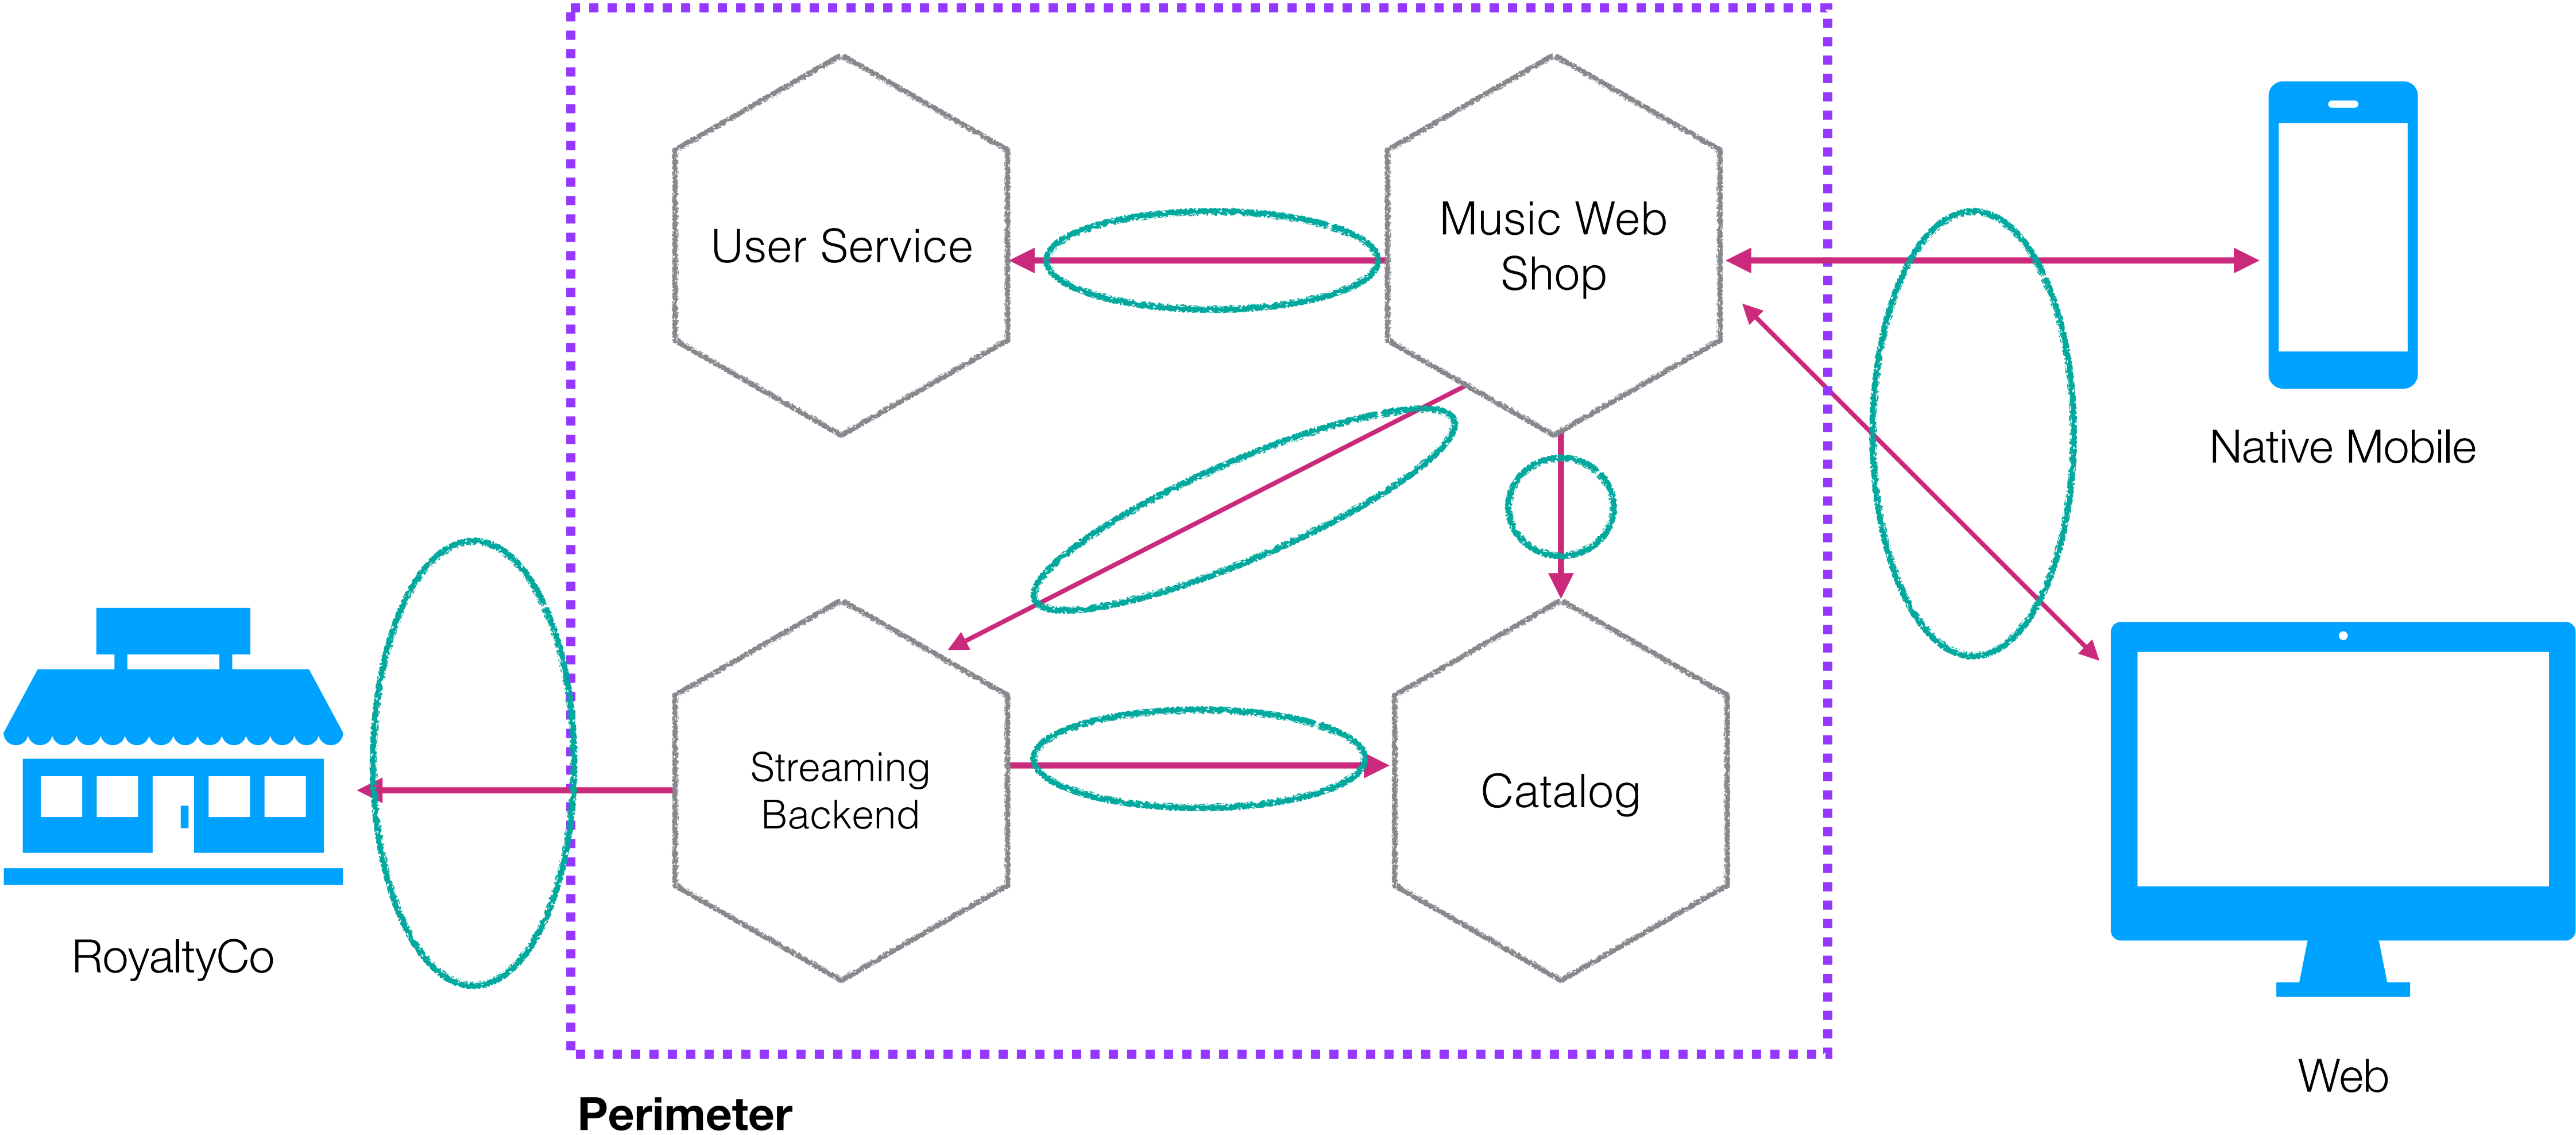 User Service
Music Web
Shop
Native Mobile
Streaming
Backend
Catalog
RoyaltyCo
Web
Perimeter